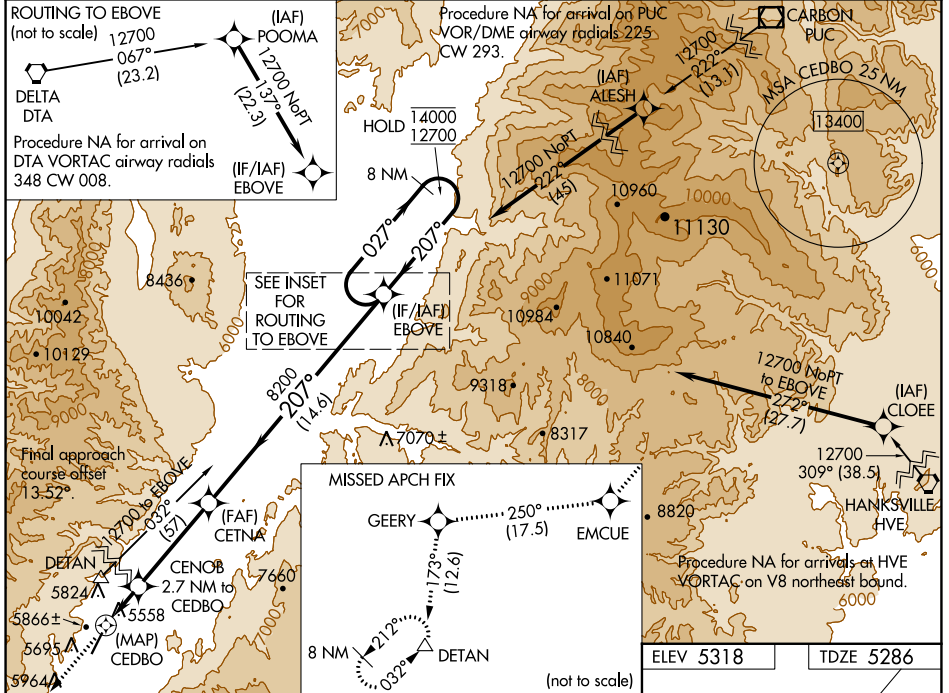 ROUTING TO EBOVE
(not to scale)
12700
067°
(23.2)
(IAF)
POOMA
12700 NoPT
137°
(22.3)
DELTA
DTA
Procedure NA for arrival on
DTA VORTAC airway radials
348 CW 008.
(IF/IAF)
EBOVE
Procedure NA for arrival on PUC
VOR/DME airway radials 225
CW 293.
CARBON
PUC
12700
222°
(13.1)
(IAF)
ALESH
MSA CEDBO 25 NM
13400
HOLD
14000
12700
8 NM
12700 NoPT
222°
(45)
027°
207°
10960
10000
11130
8000
8436
6000
SEE INSET
FOR
ROUTING
TO EBOVE
(IF/IAF)
EBOVE
11071
10984
10840
6000
10042
10129
9000
8200
207°
(14.6)
9318
8000
12700 NoPT
to EBOVE
272°
(27.7)
(IAF)
CLOEE
7070±
8317
12700
309° (38.5)
HANKSVILLE
HVE
Final approach
course offset
13.52°.
12700 to EBOVE
032°
(57)
(FAF)
CETNA
MISSED APCH FIX
GEERY
250°
(17.5)
EMCUE
8820
173°
(12.6)
Procedure NA for arrivals at HVE
VORTAC on V8 northeast bound.
6000
DETAN
5824
CENOB
2.7 NM to
CEDBO
7660
5558
5866±
5695
(MAP)
CEDBO
7000
5964
212°
8 NM
032°
DETAN
(not to scale)
ELEV 5318
TDZE 5286